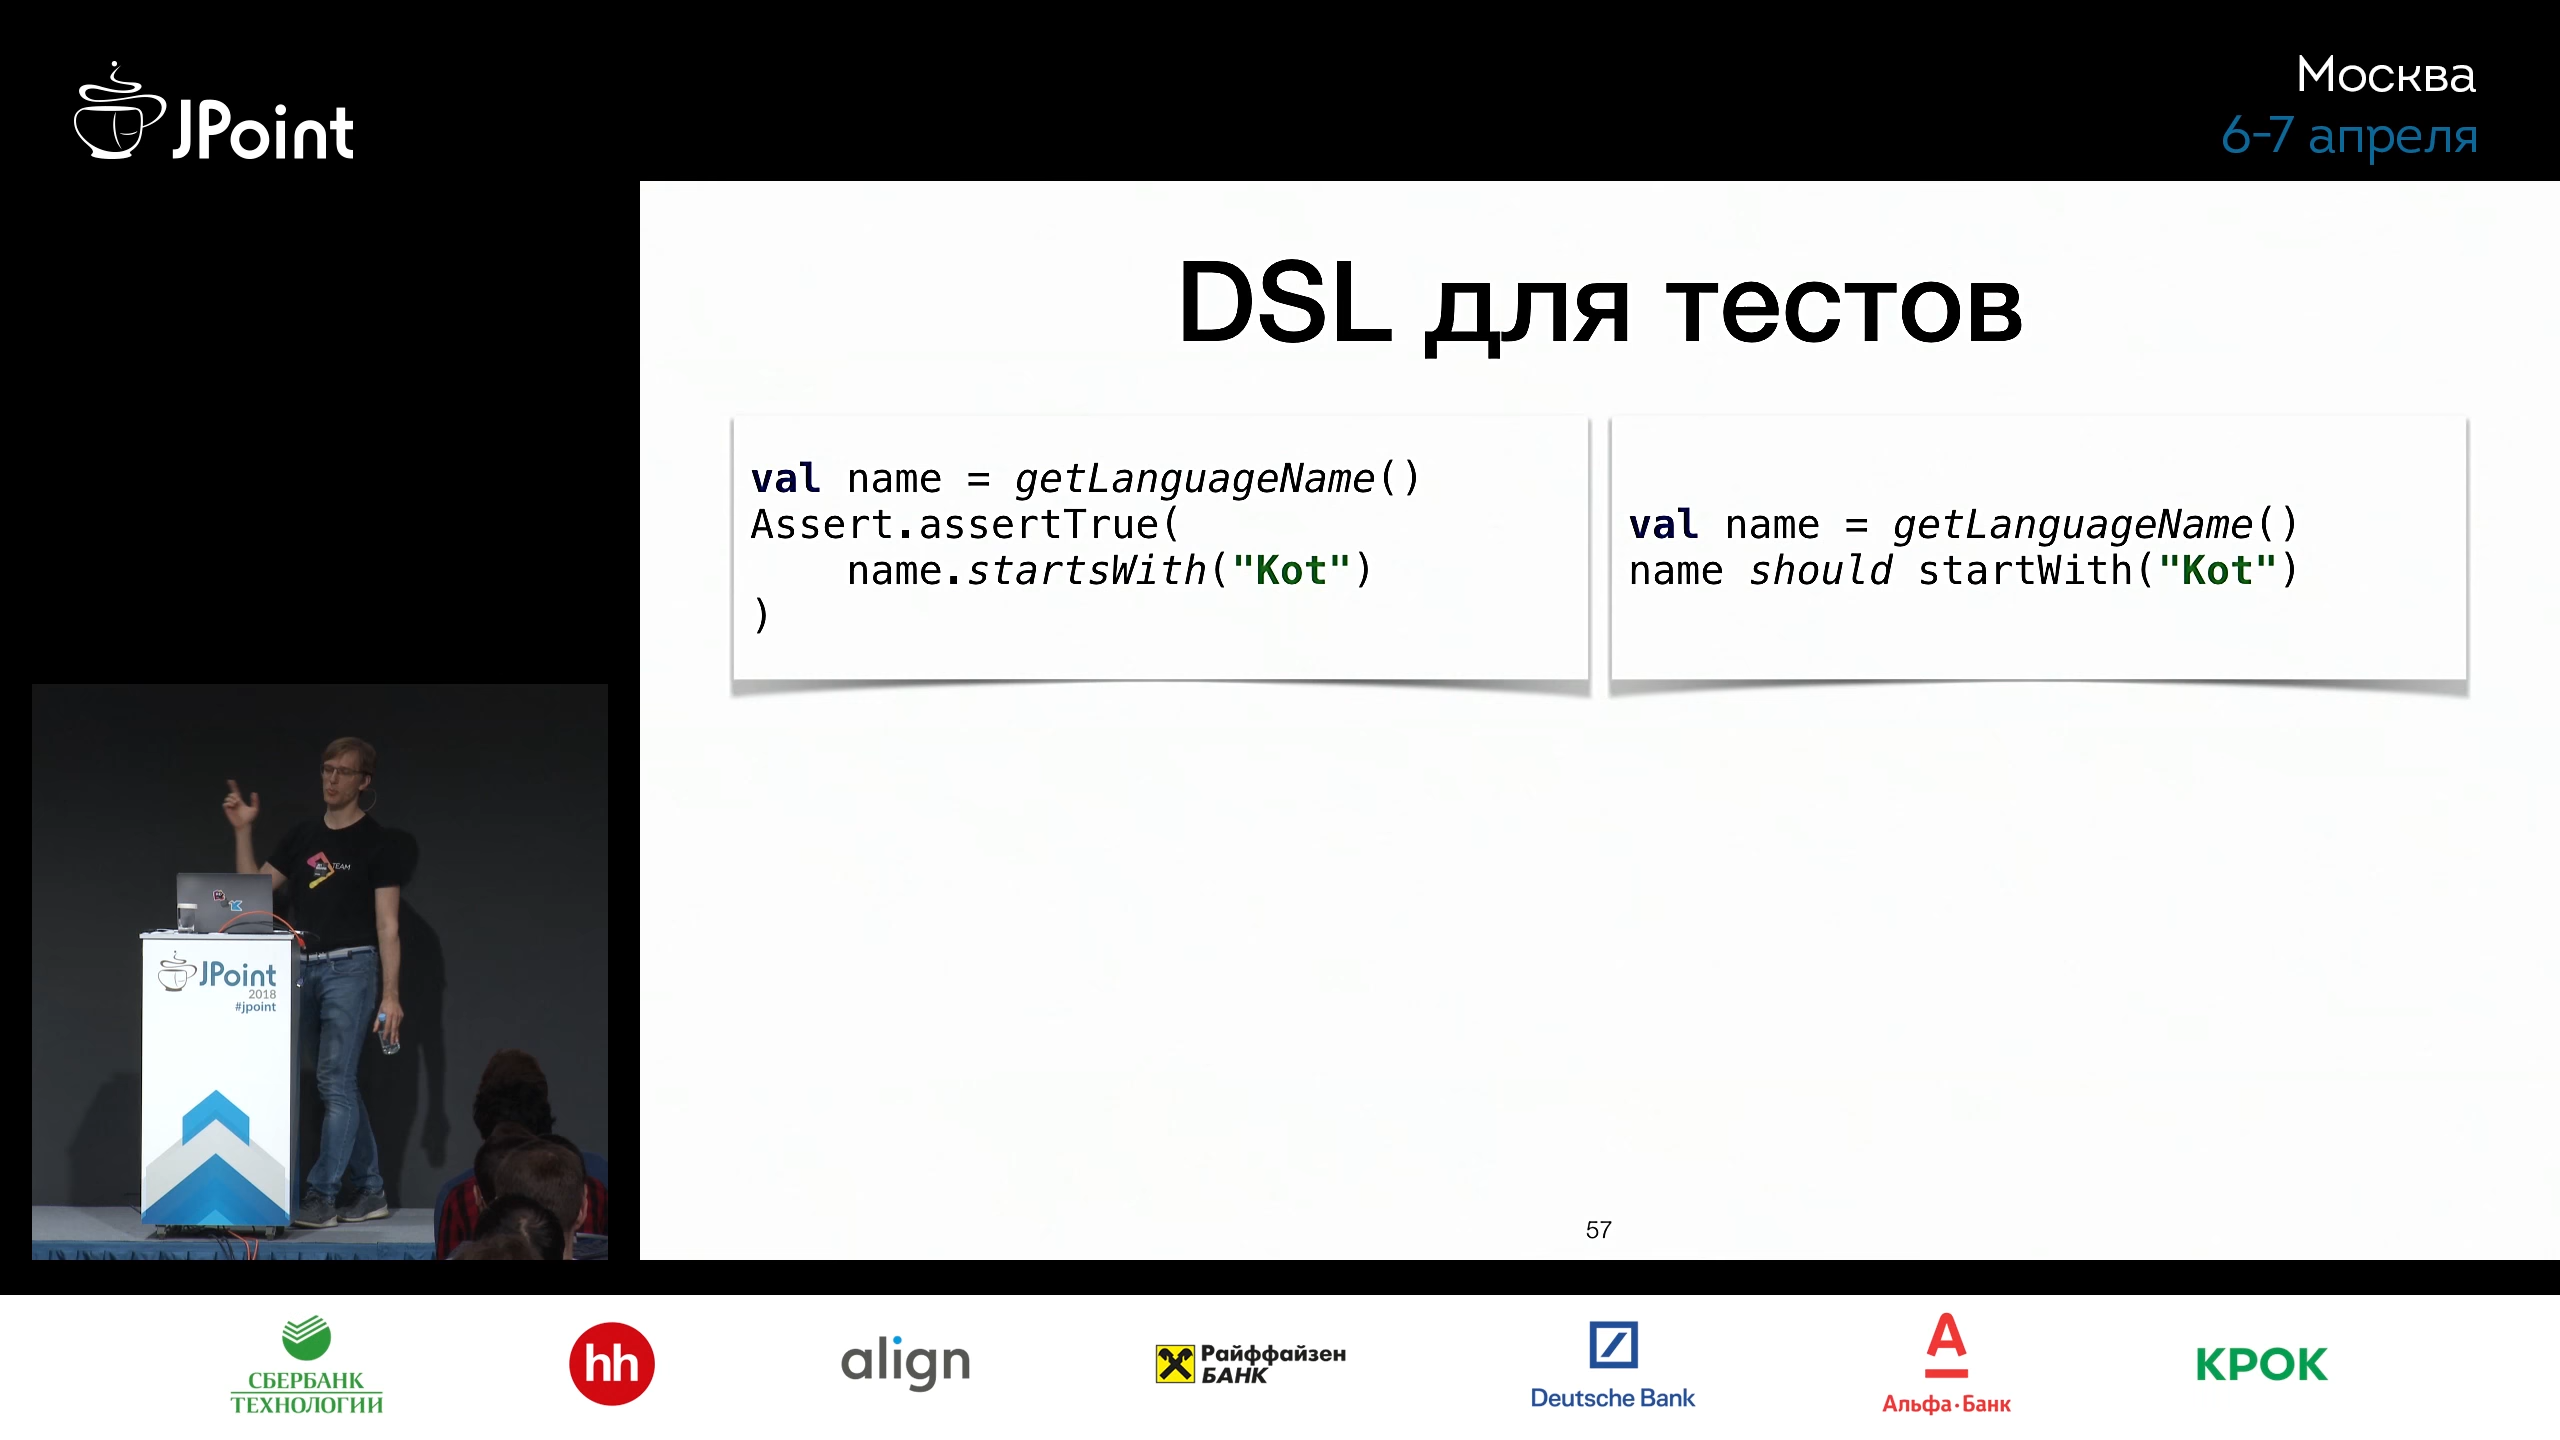 JPoint
Москва
6-7 апреля
DSL для тестов
val name = getLanguageName()
Assert.assertTrue(
    name.startsWith("Kot")
)
val name = getLanguageName()
name should startWith("Kot")
57
TEAM
JPoint
2018
#jpoint
СБЕРБАНК
ТЕХНОЛОГИИ
hh
align
Райффайзен
БАНК
Deutsche Bank
Альфа·Банк
КРОК